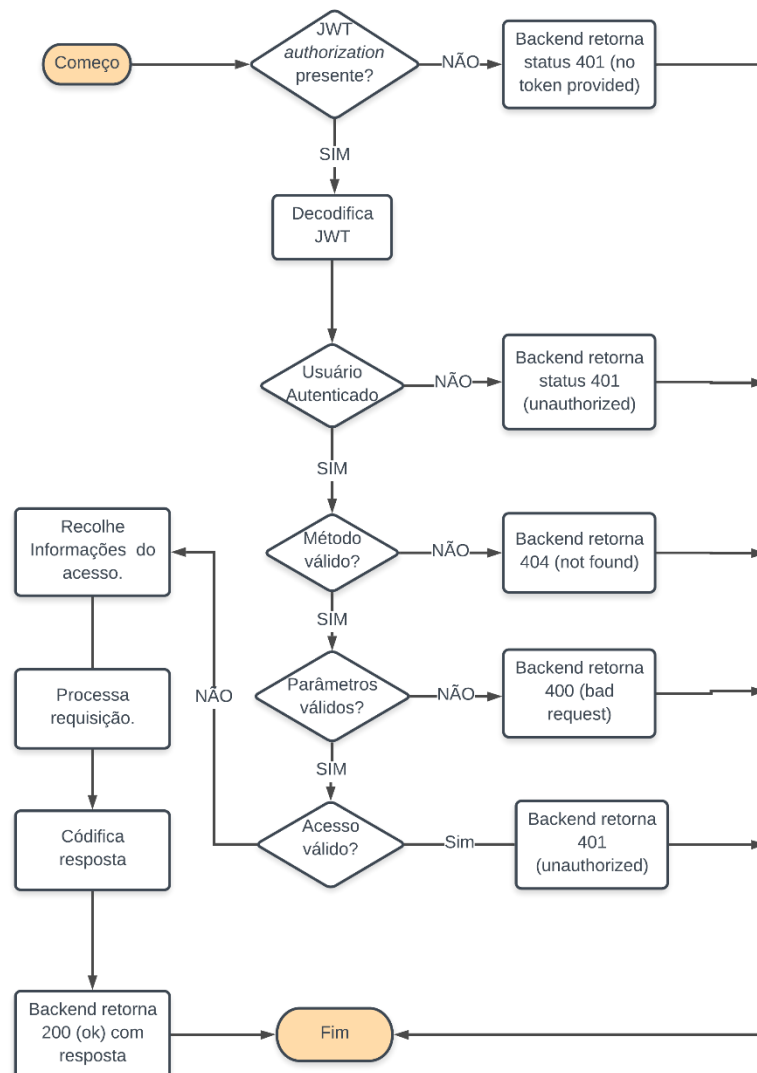 Começo
JWT
authorization
presente?
NÃO
Backend retorna
status 401 (no
token provided)
SIM
Decodifica
JWT
Usuário
Autenticado
NÃO
Backend retorna
status 401
(unauthorized)
SIM
Método
válido?
NÃO
Backend retorna
404 (not found)
SIM
Parâmetros
válidos?
NÃO
Backend retorna
400 (bad
request)
SIM
Acesso
válido?
Sim
Backend retorna
401
(unauthorized)
NÃO
Recolhe
Informações do
acesso.
Processa
requisição.
Códifica
resposta
Backend retorna
200 (ok) com
resposta
Fim